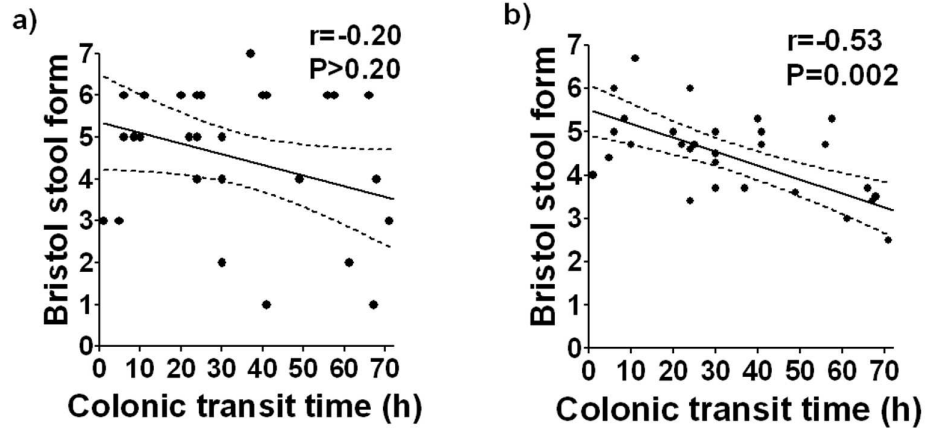 a)
r=-0.20
P>0.20
Bristol stool form
7
6
5
4
3
2
1
0
0 10 20 30 40 50 60 70
Colonic transit time (h)
b)
r=-0.53
P=0.002
Bristol stool form
7
6
5
4
3
2
1
0
0 10 20 30 40 50 60 70
Colonic transit time (h)